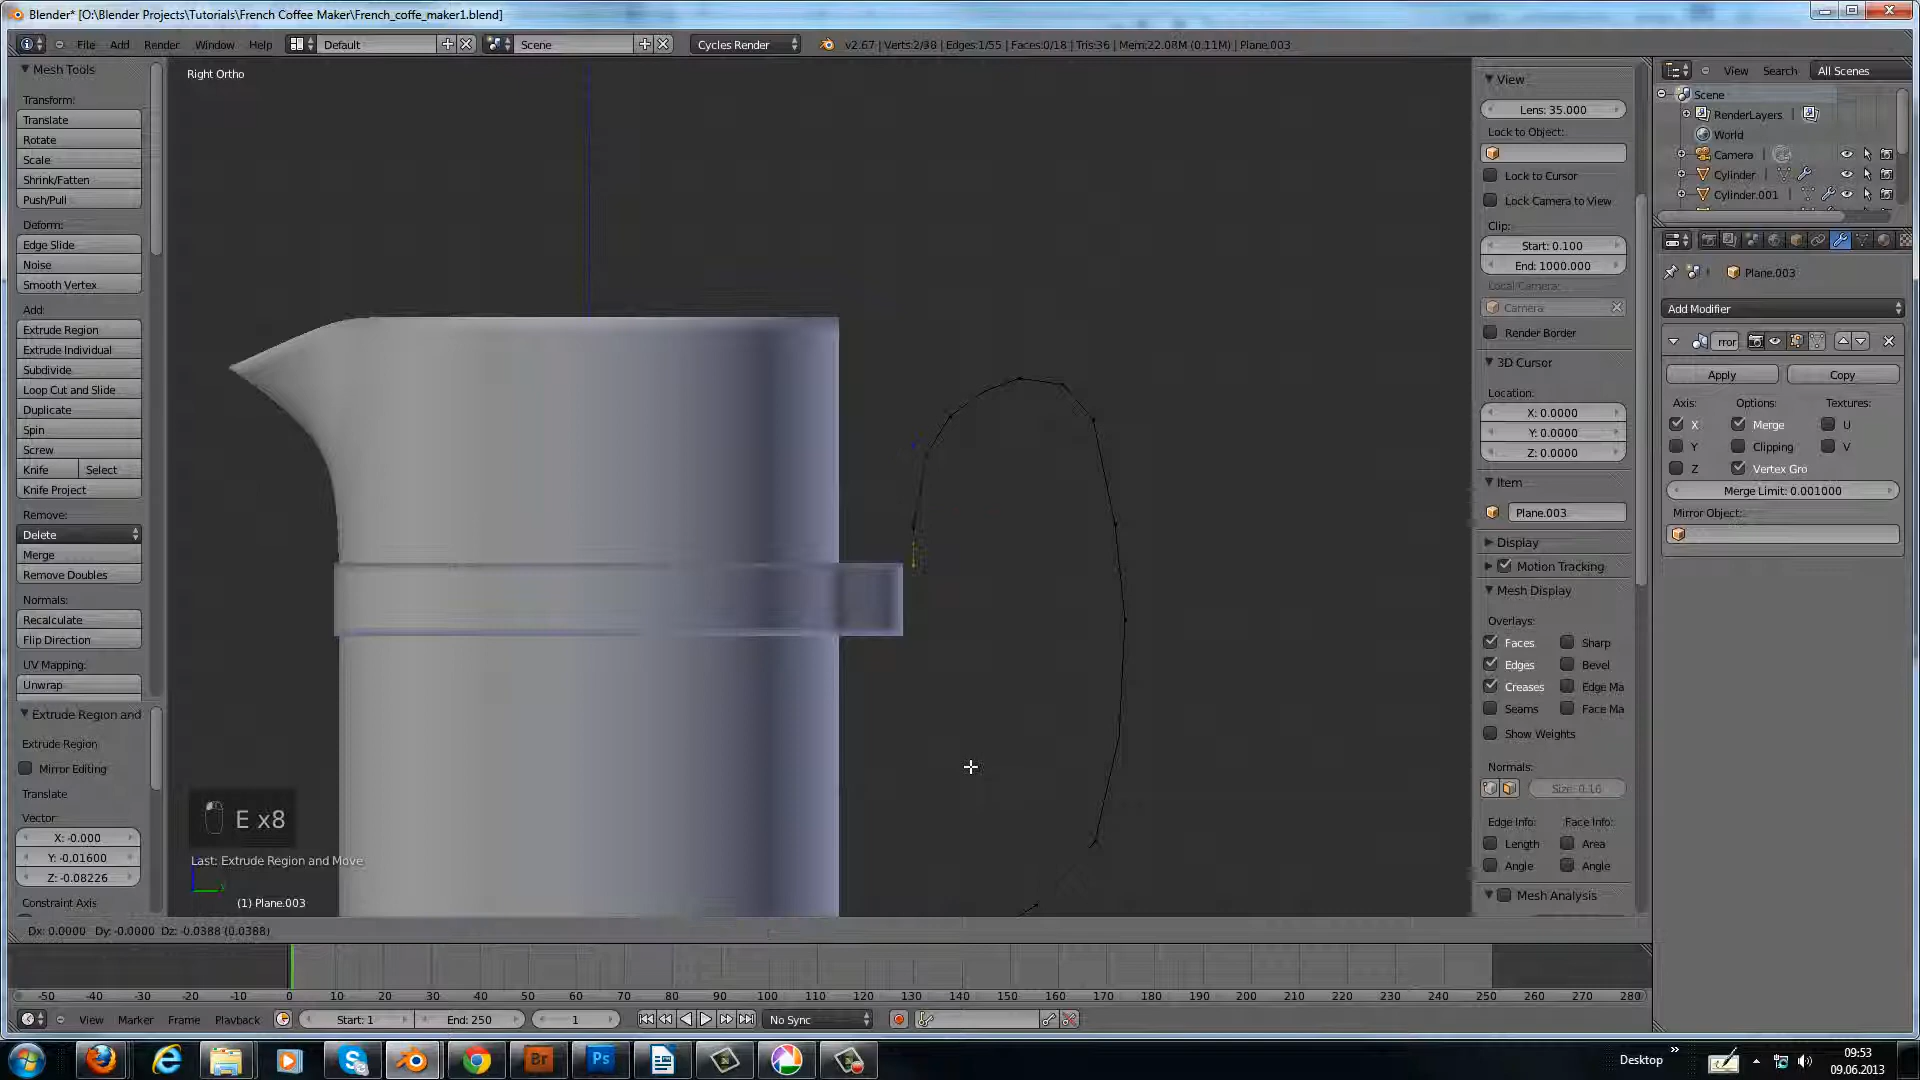 Blender* [O:\Blender Projects\Tutorials\French Coffee Maker\French_coffe_maker1.blend]
File Add Render Window Help Default Scene Cycles Render v2.67 | Verts:2/38 | Edges:1/55 | Faces:0/18 | Tris:36 | Mem:22.08M (0.11M) | Plane.003
Mesh Tools
Transform:
Translate
Rotate
Scale
Shrink/Fatten
Push/Pull
Deform:
Edge Slide
Noise
Smooth Vertex
Add:
Extrude Region
Extrude Individual
Subdivide
Loop Cut and Slide
Duplicate
Spin
Screw
Knife Select
Knife Project
Remove:
Delete
Merge
Remove Doubles
Normals:
Recalculate
Flip Direction
UV Mapping:
Unwrap
Extrude Region and
Extrude Region
Mirror Editing
Translate
Vector:
X: -0.000
Y: -0.01600
Z: -0.08226
Constraint Axis
Right Ortho
E x8
Last: Extrude Region and Move
(1) Plane.003
Dx: 0.0000 Dy: -0.0000 Dz: -0.0388 (0.0388)
View
Lens: 35.000
Lock to Object:
Lock to Cursor
Lock Camera to View
Clip:
Start: 0.100
End: 1000.000
Local Camera:
Camera
Render Border
3D Cursor
Location:
X: 0.0000
Y: 0.0000
Z: 0.0000
Item
Plane.003
Display
Motion Tracking
Mesh Display
Overlays:
Faces Sharp
Edges Bevel
Creases Edge Ma
Seams Face Ma
Show Weights
Normals:
Size: 0.16
Edge Info: Face Info:
Length Area
Angle Angle
Mesh Analysis
View Search All Scenes
Scene
RenderLayers
World
Camera
Cylinder
Cylinder.001
Plane.003
Add Modifier
rror
Apply Copy
Axis: Options: Textures:
X Merge U
Y Clipping V
Z Vertex Gro
Merge Limit: 0.001000
Mirror Object:
-50 -40 -30 -20 -10 0 10 20 30 40 50 60 70 80 90 100 110 120 130 140 150 160 170 180 190 200 210 220 230 240 250 260 270 280
View Marker Frame Playback Start: 1 End: 250 1 No Sync
Br Ps
Desktop
09:53
09.06.2013